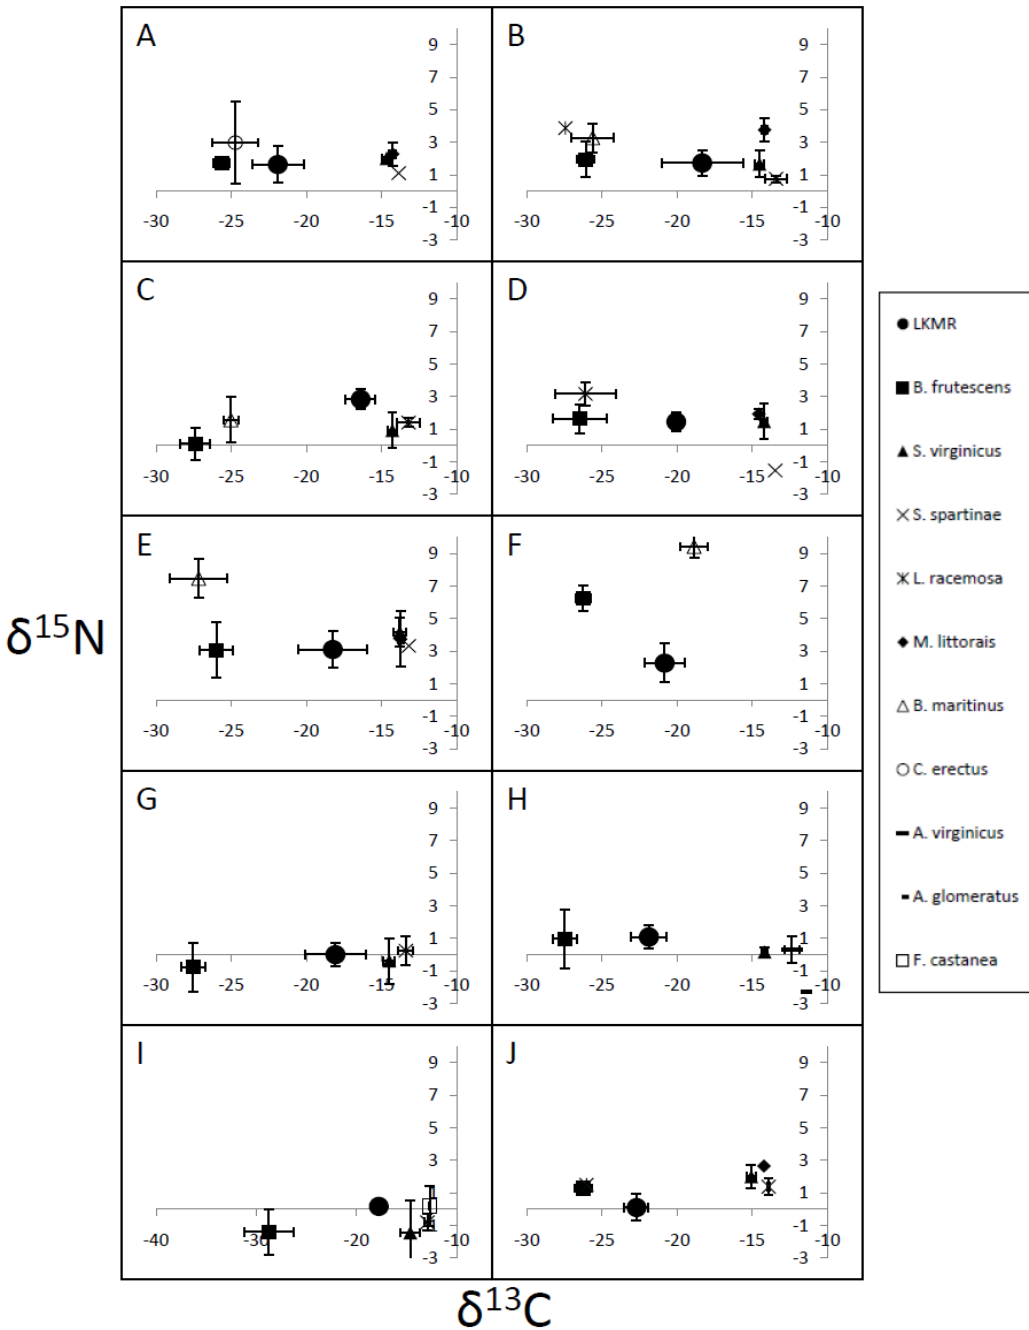 A
9
7
5
3
1
-1
-3
-30 -25 -20 -15 -10
B
9
7
5
3
1
-1
-3
-30 -25 -20 -15 -10
C
9
7
5
3
1
-1
-3
-30 -25 -20 -15 -10
D
9
7
5
3
1
-1
-3
-30 -25 -20 -15 -10
E
9
7
5
3
1
-1
-3
-30 -25 -20 -15 -10
F
9
7
5
3
1
-1
-3
-30 -25 -20 -15 -10
G
9
7
5
3
1
-1
-3
-30 -25 -20 -15 -10
H
9
7
5
3
1
-1
-3
-30 -25 -20 -15 -10
I
9
7
5
3
1
-1
-3
-40 -30 -20 -10
J
9
7
5
3
1
-1
-3
-30 -25 -20 -15 -10
δ¹⁵N
δ¹³C
LKMR
B. frutescens
S. virginicus
S. spartinae
L. racemosa
M. littorais
B. maritinus
C. erectus
A. virginicus
A. glomeratus
F. castanea